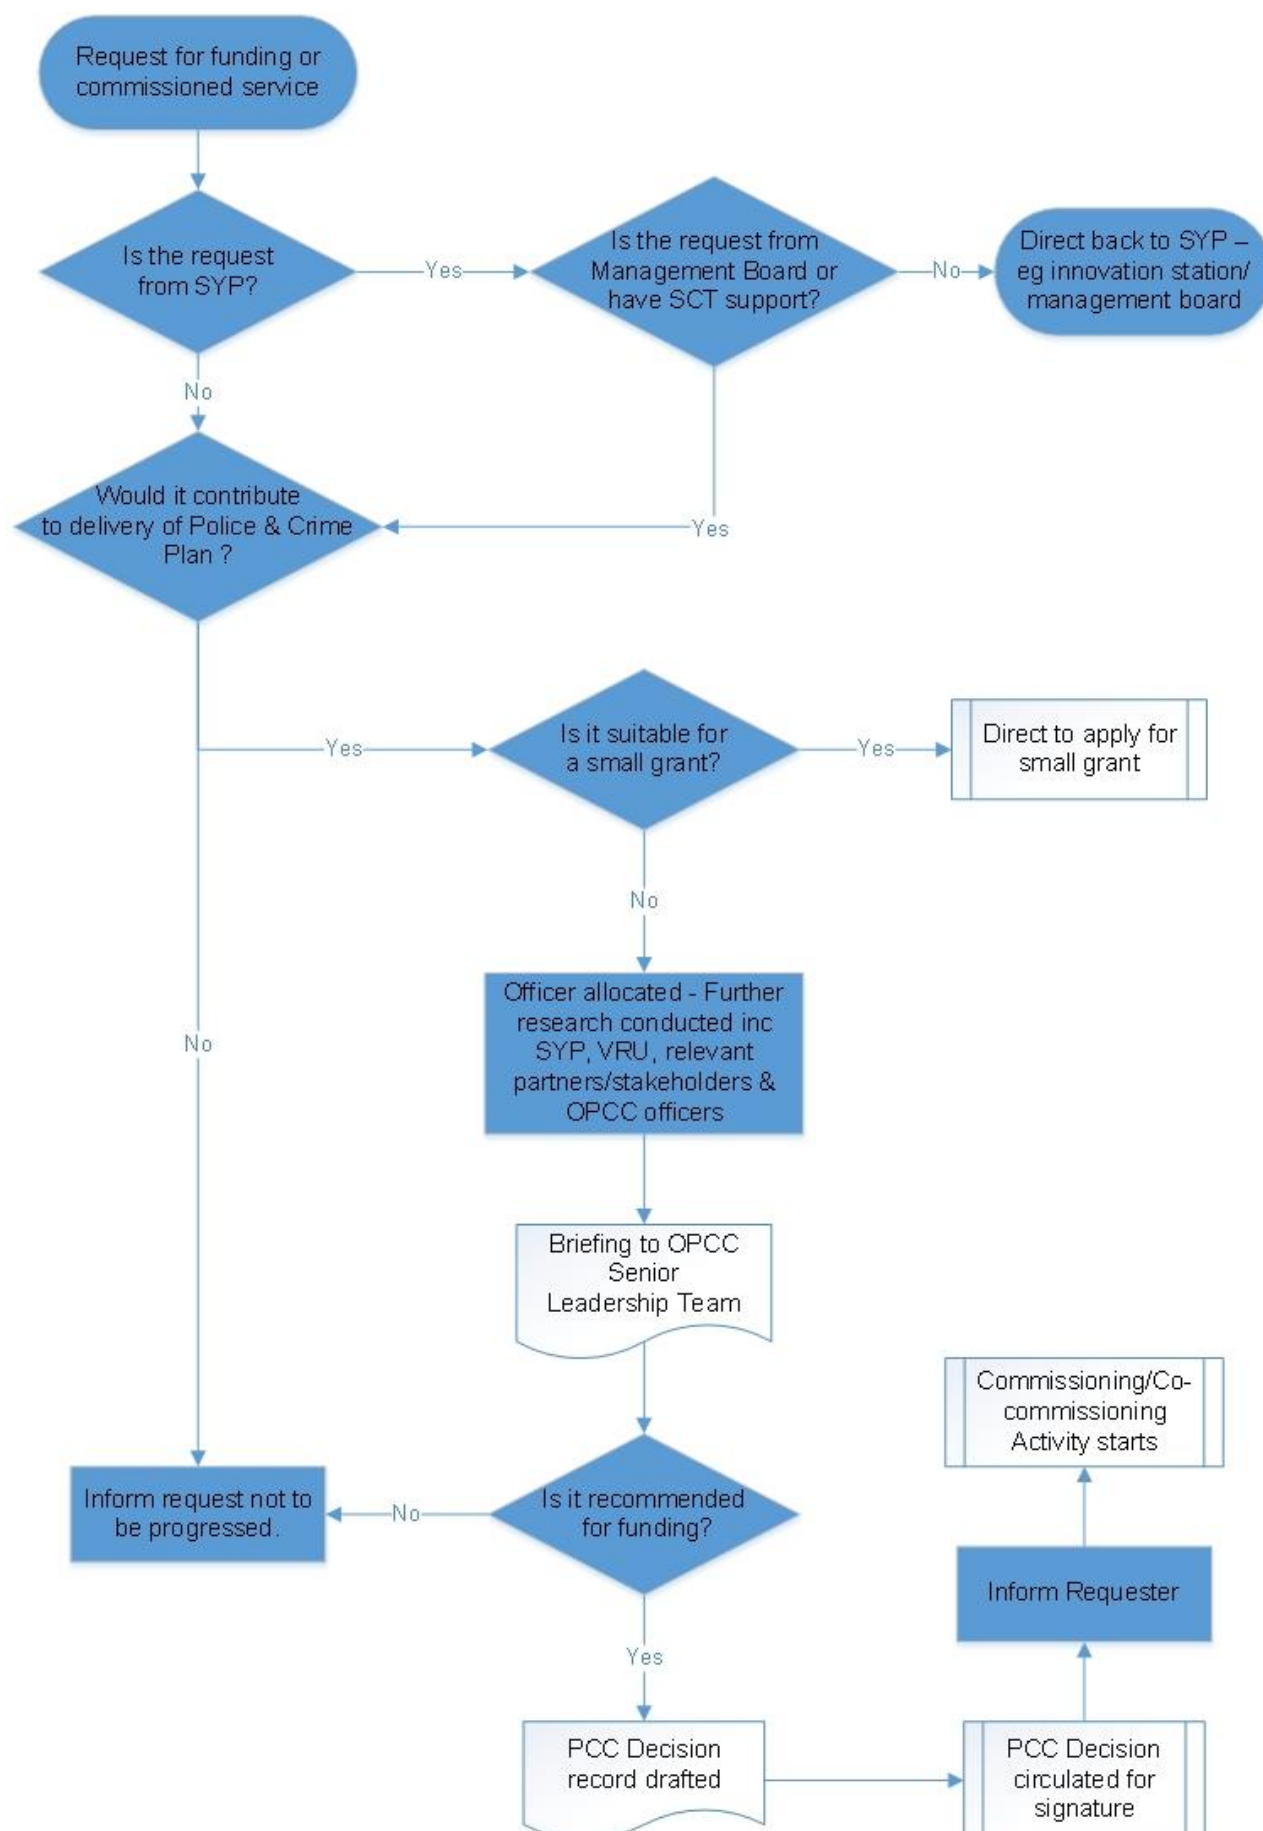 Request for funding or
commissioned service
Is the request
from SYP?
Yes
Is the request from
Management Board or
have SCT support?
No
Direct back to SYP –
eg innovation station/
management board
No
Yes
Would it contribute
to delivery of Police & Crime
Plan ?
Yes
Is it suitable for
a small grant?
Yes
Direct to apply for
small grant
No
No
Officer allocated - Further
research conducted inc
SYP, VRU, relevant
partners/stakeholders &
OPCC officers
Briefing to OPCC
Senior
Leadership Team
Is it recommended
for funding?
No
Inform request not to
be progressed.
Yes
PCC Decision
record drafted
PCC Decision
circulated for
signature
Inform Requester
Commissioning/Co-
commissioning
Activity starts